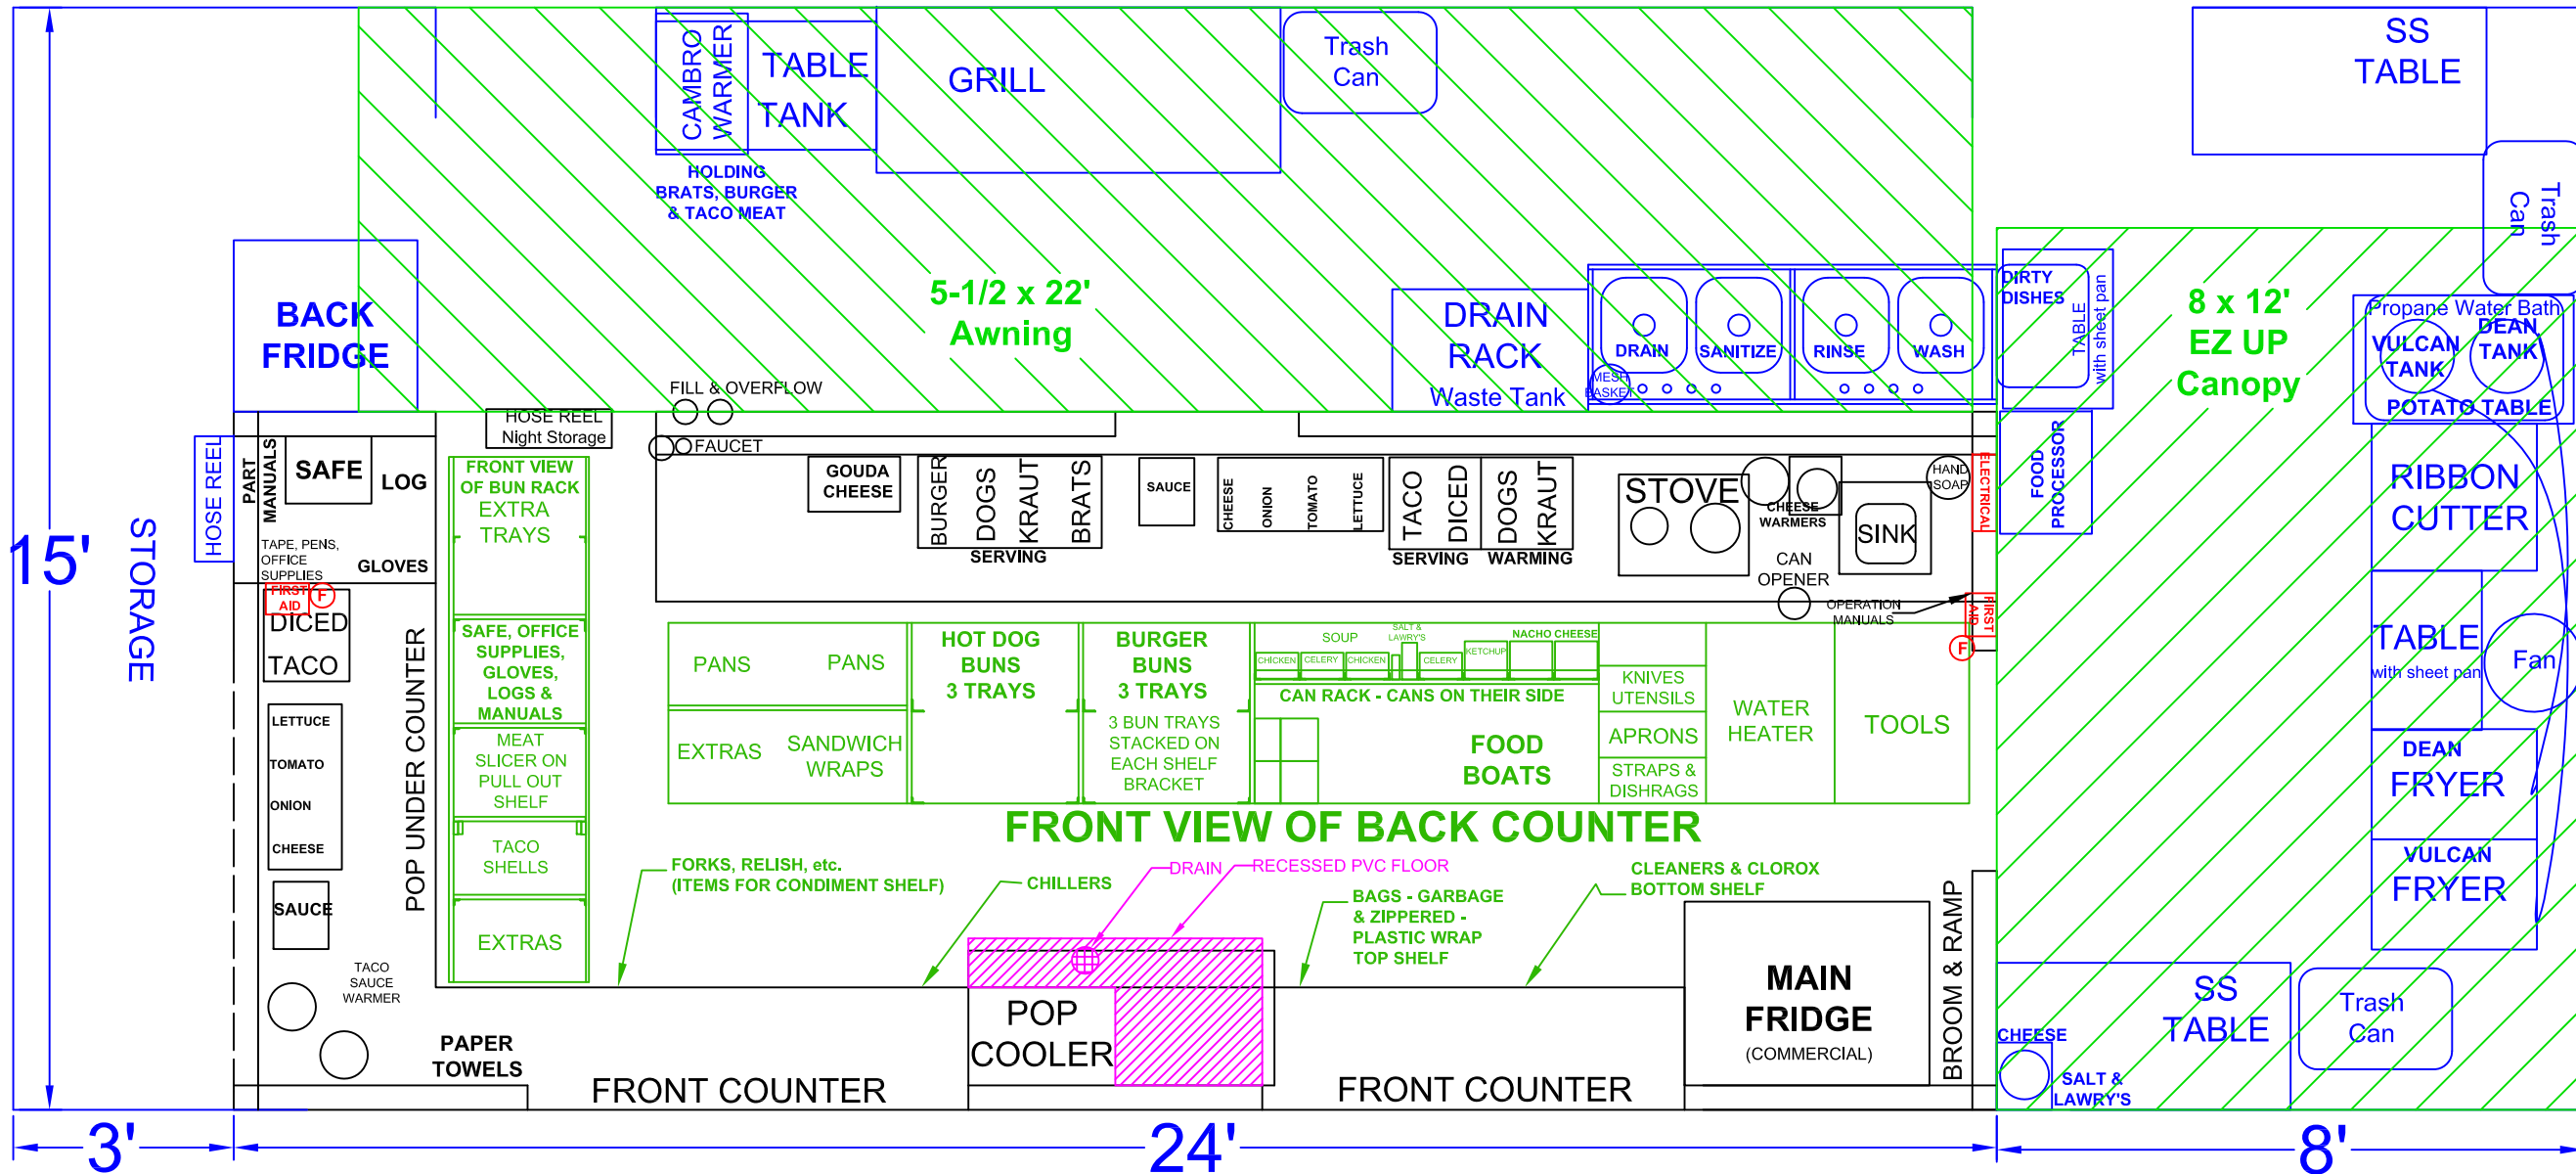 CAMBRO
WARMER
TABLE
TANK
GRILL
Trash
Can
SS
TABLE
HOLDING
BRATS, BURGER
& TACO MEAT
Trash
Can
BACK
FRIDGE
5-1/2 x 22'
Awning
DRAIN
RACK
Waste Tank
DRAIN
SANITIZE
RINSE
WASH
MESH
BASKET
DIRTY
DISHES
TABLE
with sheet pan
8 x 12'
EZ UP
Canopy
Propane Water Bath
VULCAN
TANK
DEAN
TANK
POTATO TABLE
FILL & OVERFLOW
FAUCET
HOSE REEL
Night Storage
HOSE REEL
PART
MANUALS
SAFE
LOG
TAPE, PENS,
OFFICE
SUPPLIES
GLOVES
FIRST
AID
F
DICED
TACO
LETTUCE
TOMATO
ONION
CHEESE
SAUCE
TACO
SAUCE
WARMER
PAPER
TOWELS
POP UNDER COUNTER
15'
STORAGE
FRONT VIEW
OF BUN RACK
EXTRA
TRAYS
SAFE, OFFICE
SUPPLIES,
GLOVES,
LOGS &
MANUALS
MEAT
SLICER ON
PULL OUT
SHELF
TACO
SHELLS
EXTRAS
GOUDA
CHEESE
BURGER
DOGS
KRAUT
BRATS
SERVING
SAUCE
CHEESE
ONION
TOMATO
LETTUCE
TACO
DICED
SERVING
DOGS
KRAUT
WARMING
STOVE
CHEESE
WARMERS
CAN
OPENER
SINK
HAND
SOAP
ELECTRICAL
OPERATION
MANUALS
FIRST
AID
F
FOOD
PROCESSOR
RIBBON
CUTTER
TABLE
with sheet pan
Fan
DEAN
FRYER
VULCAN
FRYER
PANS
PANS
EXTRAS
SANDWICH
WRAPS
HOT DOG
BUNS
3 TRAYS
BURGER
BUNS
3 TRAYS
3 BUN TRAYS
STACKED ON
EACH SHELF
BRACKET
SOUP
SALT &
LAWRY'S
NACHO CHEESE
CHICKEN
CELERY
CHICKEN
CELERY
KETCHUP
CAN RACK - CANS ON THEIR SIDE
FOOD
BOATS
KNIVES
UTENSILS
APRONS
STRAPS &
DISHRAGS
WATER
HEATER
TOOLS
FRONT VIEW OF BACK COUNTER
FORKS, RELISH, etc.
(ITEMS FOR CONDIMENT SHELF)
CHILLERS
DRAIN
RECESSED PVC FLOOR
BAGS - GARBAGE
& ZIPPERED -
PLASTIC WRAP
TOP SHELF
CLEANERS & CLOROX
BOTTOM SHELF
POP
COOLER
MAIN
FRIDGE
(COMMERCIAL)
BROOM & RAMP
FRONT COUNTER
FRONT COUNTER
SS
TABLE
Trash
Can
CHEESE
SALT &
LAWRY'S
3'
24'
8'